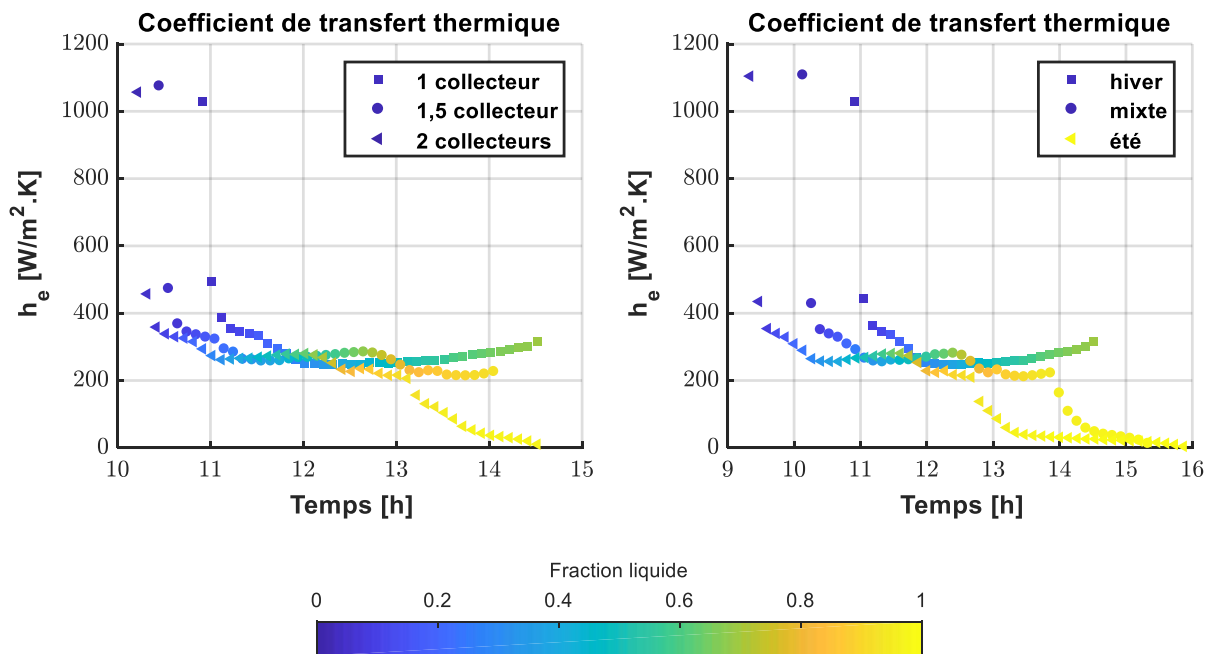 Coefficient de transfert thermique
1200
1000
800
600
400
200
0
10 11 12 13 14 15
h_e [W/m².K]
Temps [h]
1 collecteur
1,5 collecteur
2 collecteurs
Coefficient de transfert thermique
1200
1000
800
600
400
200
0
9 10 11 12 13 14 15 16
h_e [W/m².K]
Temps [h]
hiver
mixte
été
Fraction liquide
0 0.2 0.4 0.6 0.8 1